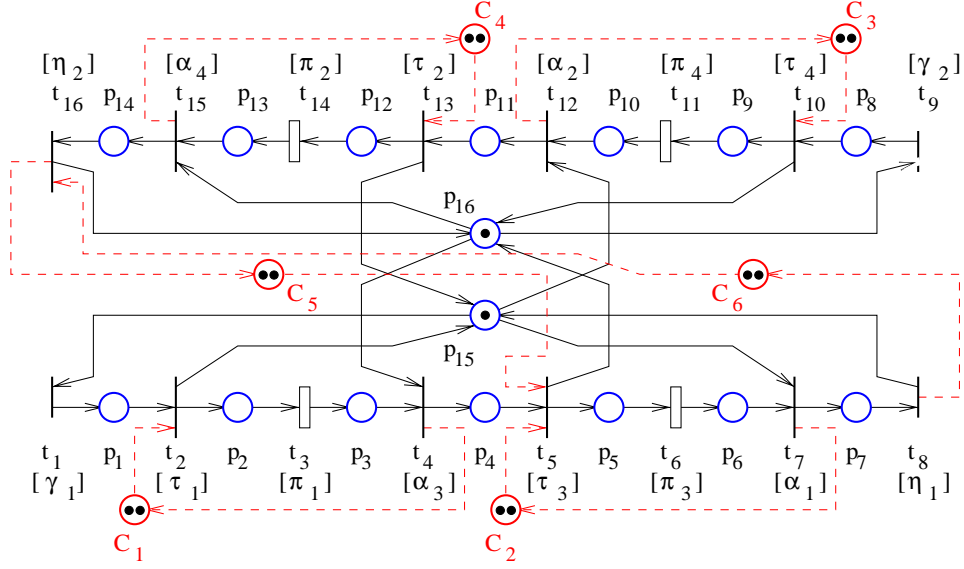 C4 C3
[η2] [α4] [π2] [τ2] [α2] [π4] [τ4] [γ2]
t16 p14 t15 p13 t14 p12 t13 p11 t12 p10 t11 p9 t10 p8 t9
p16
C5 C6
p15
t1 p1 t2 p2 t3 p3 t4 p4 t5 p5 t6 p6 t7 p7 t8
[γ1] [τ1] [π1] [α3] [τ3] [π3] [α1] [η1]
C1 C2